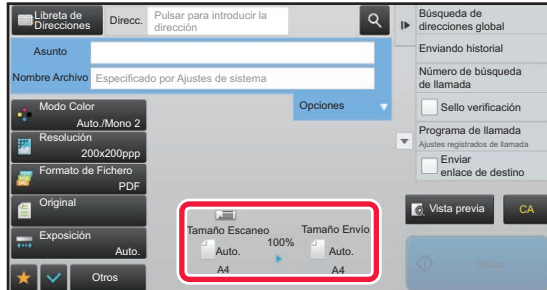 Libreta de
Direcciones
Direcc.
Pulsar para introducir la
dirección
Asunto
Nombre Archivo
Especificado por Ajustes de sistema
Opciones
Modo Color
Auto./Mono 2
Resolución
200x200ppp
Formato de Fichero
PDF
Original
Exposición
Auto.
Otros
Tamaño Escaneo
Auto.
A4
100%
Tamaño Envío
Auto.
A4
Búsqueda de
direcciones global
Enviando historial
Número de búsqueda
de llamada
Sello verificación
Programa de llamada
Ajustes registrados de llamada
Enviar
enlace de destino
Vista previa
CA